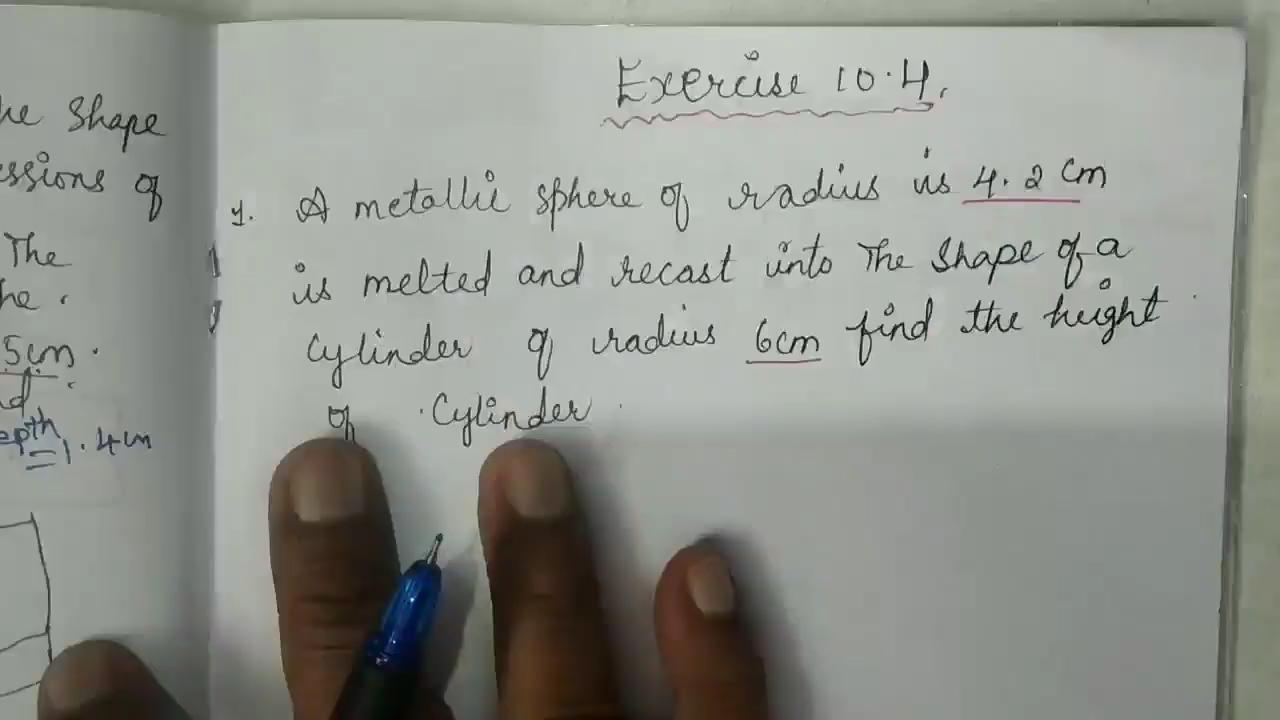 he Shape
ssions of
The
he.
5cm.
d
epth
= 1.4cm
Exercise 10.4.
1. A metallic sphere of radius is 4.2 cm
is melted and recast into The shape of a
Cylinder of radius 6cm find the height
of Cylinder.